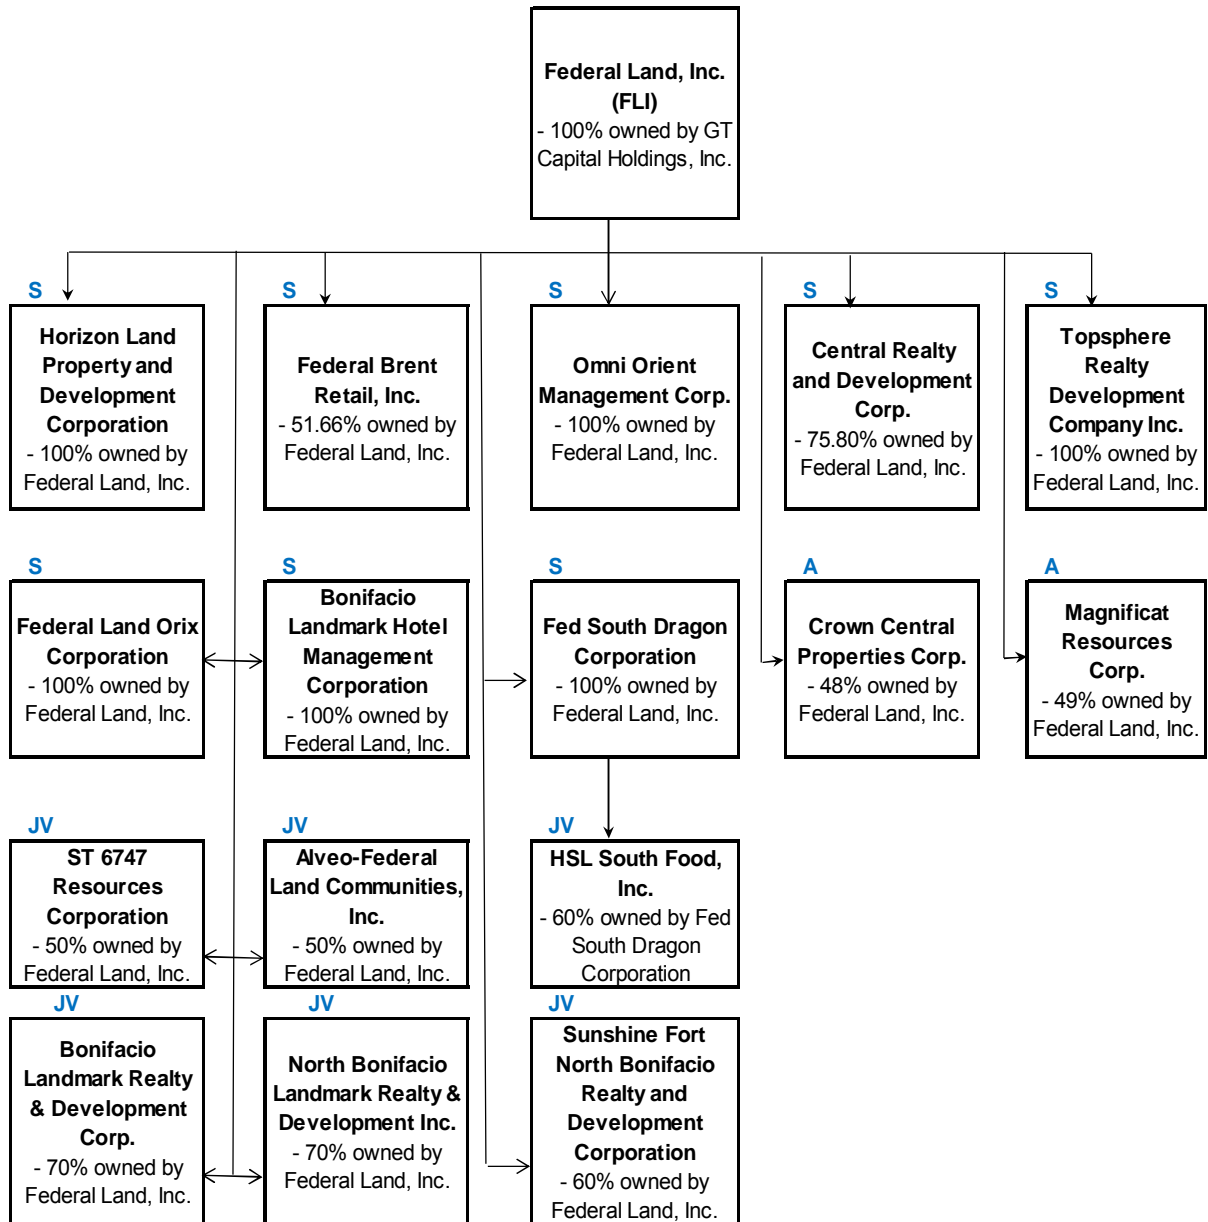 Federal Land, Inc.
(FLI)
- 100% owned by GT
Capital Holdings, Inc.
S
Horizon Land
Property and
Development
Corporation
- 100% owned by
Federal Land, Inc.
S
Federal Brent
Retail, Inc.
- 51.66% owned by
Federal Land, Inc.
S
Omni Orient
Management Corp.
- 100% owned by
Federal Land, Inc.
S
Central Realty
and Development
Corp.
- 75.80% owned by
Federal Land, Inc.
S
Topsphere
Realty
Development
Company Inc.
- 100% owned by
Federal Land, Inc.
S
Federal Land Orix
Corporation
- 100% owned by
Federal Land, Inc.
S
Bonifacio
Landmark Hotel
Management
Corporation
- 100% owned by
Federal Land, Inc.
S
Fed South Dragon
Corporation
- 100% owned by
Federal Land, Inc.
A
Crown Central
Properties Corp.
- 48% owned by
Federal Land, Inc.
A
Magnificat
Resources
Corp.
- 49% owned by
Federal Land, Inc.
JV
ST 6747
Resources
Corporation
- 50% owned by
Federal Land, Inc.
JV
Alveo-Federal
Land Communities,
Inc.
- 50% owned by
Federal Land, Inc.
JV
HSL South Food,
Inc.
- 60% owned by Fed
South Dragon
Corporation
JV
Bonifacio
Landmark Realty
& Development
Corp.
- 70% owned by
Federal Land, Inc.
JV
North Bonifacio
Landmark Realty &
Development Inc.
- 70% owned by
Federal Land, Inc.
JV
Sunshine Fort
North Bonifacio
Realty and
Development
Corporation
- 60% owned by
Federal Land, Inc.